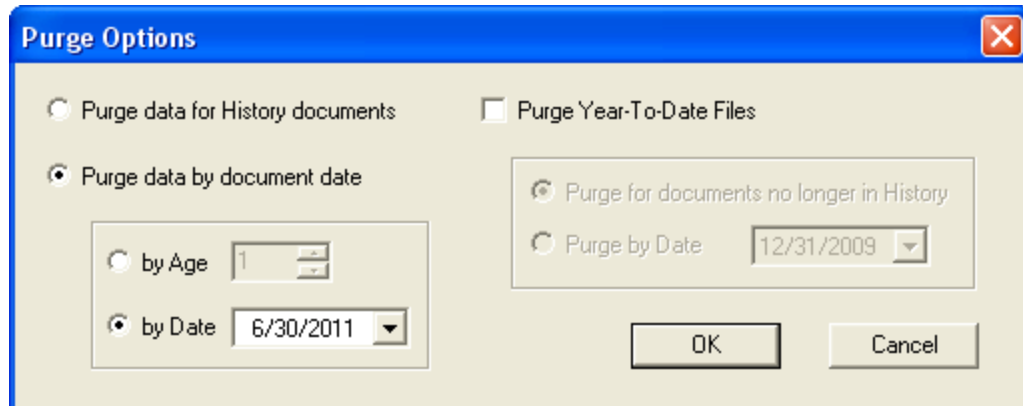 Purge Options
Purge data for History documents
Purge data by document date
by Age 1
by Date 6/30/2011
Purge Year-To-Date Files
Purge for documents no longer in History
Purge by Date 12/31/2009
OK Cancel